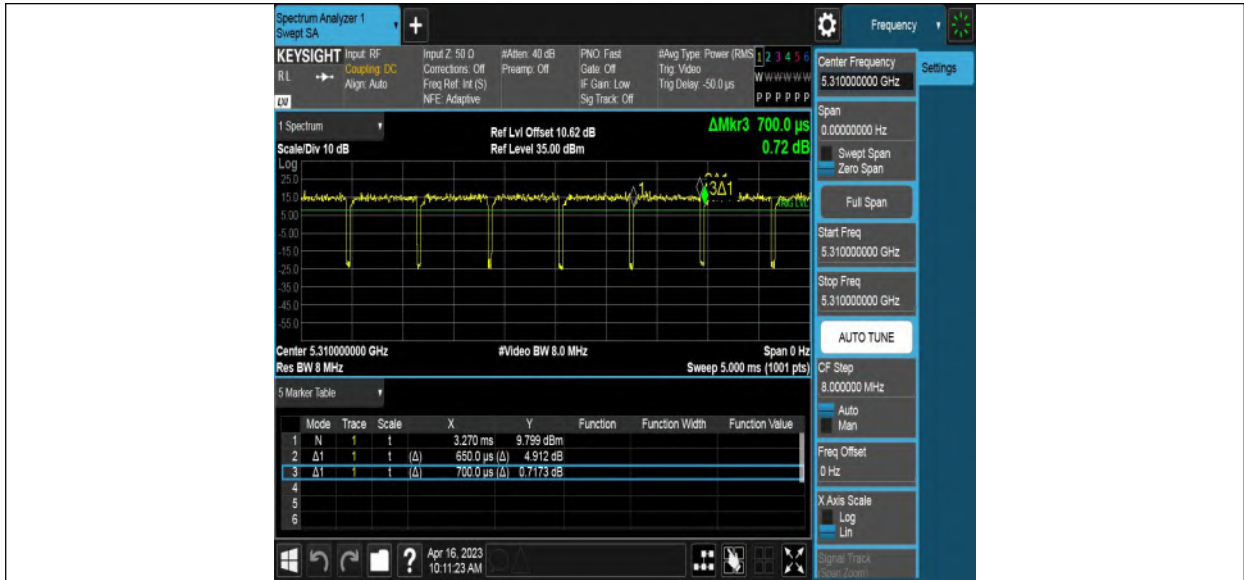 Spectrum Analyzer 1
Swept SA
+
Frequency
KEYSIGHT Input: RF Input Z: 50 Ω #Atten: 40 dB PNO: Fast #Avg Type: Power (RMS 1 2 3 4 5 6
RL Coupling: DC Corrections: Off Preamp: Off Gate: Off Trig: Video W W W W W W
Align: Auto Freq Ref: Int (S) IF Gain: Low Trig Delay: -50.0 µs
NFE: Adaptive Sig Track: Off P P P P P P
LXI
1 Spectrum
Ref Lvl Offset 10.62 dB ΔMkr3 700.0 µs
Scale/Div 10 dB Ref Level 35.00 dBm 0.72 dB
Log
25.0
15.0
5.00
-5.00
-15.0
-25.0
-35.0
-45.0
-55.0
1
3Δ1
TRIG LVL
Center 5.310000000 GHz #Video BW 8.0 MHz Span 0 Hz
Res BW 8 MHz Sweep 5.000 ms (1001 pts)
5 Marker Table
Mode Trace Scale X Y Function Function Width Function Value
1 N 1 t 3.270 ms 9.799 dBm
2 Δ1 1 t (Δ) 650.0 µs (Δ) 4.912 dB
3 Δ1 1 t (Δ) 700.0 µs (Δ) 0.7173 dB
4
5
6
?
Apr 16, 2023
10:11:23 AM
Center Frequency
5.310000000 GHz
Settings
Span
0.00000000 Hz
Swept Span
Zero Span
Full Span
Start Freq
5.310000000 GHz
Stop Freq
5.310000000 GHz
AUTO TUNE
CF Step
8.000000 MHz
Auto
Man
Freq Offset
0 Hz
X Axis Scale
Log
Lin
Signal Track
(Span Zoom)